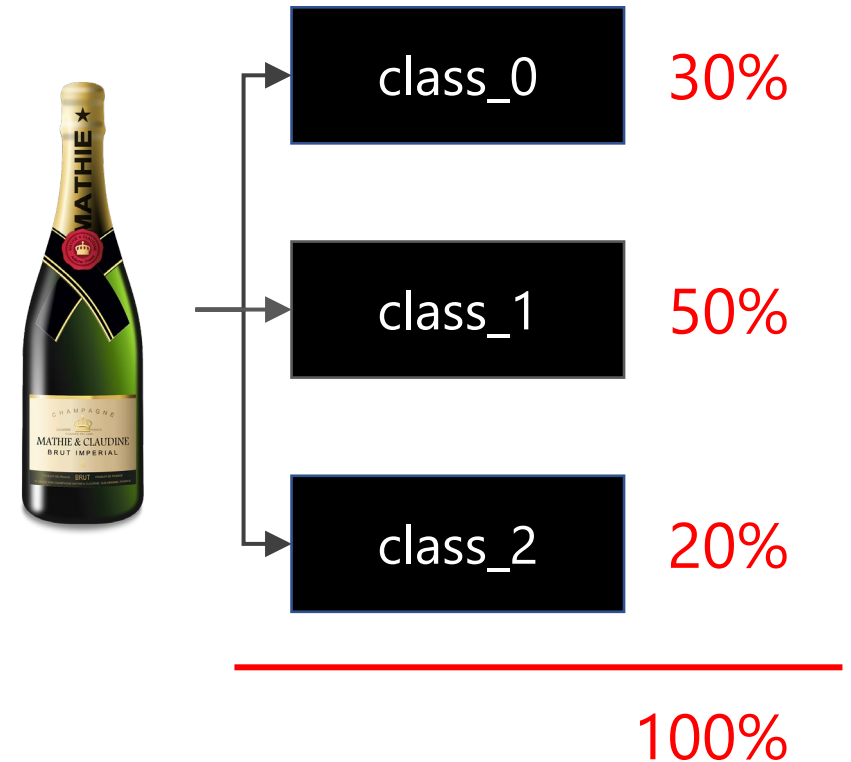 class_0
30%
MATHIE
class_1
50%
CHAMPAGNE
MATHIE & CLAUDINE
BRUT IMPERIAL
BRUT
class_2
20%
100%